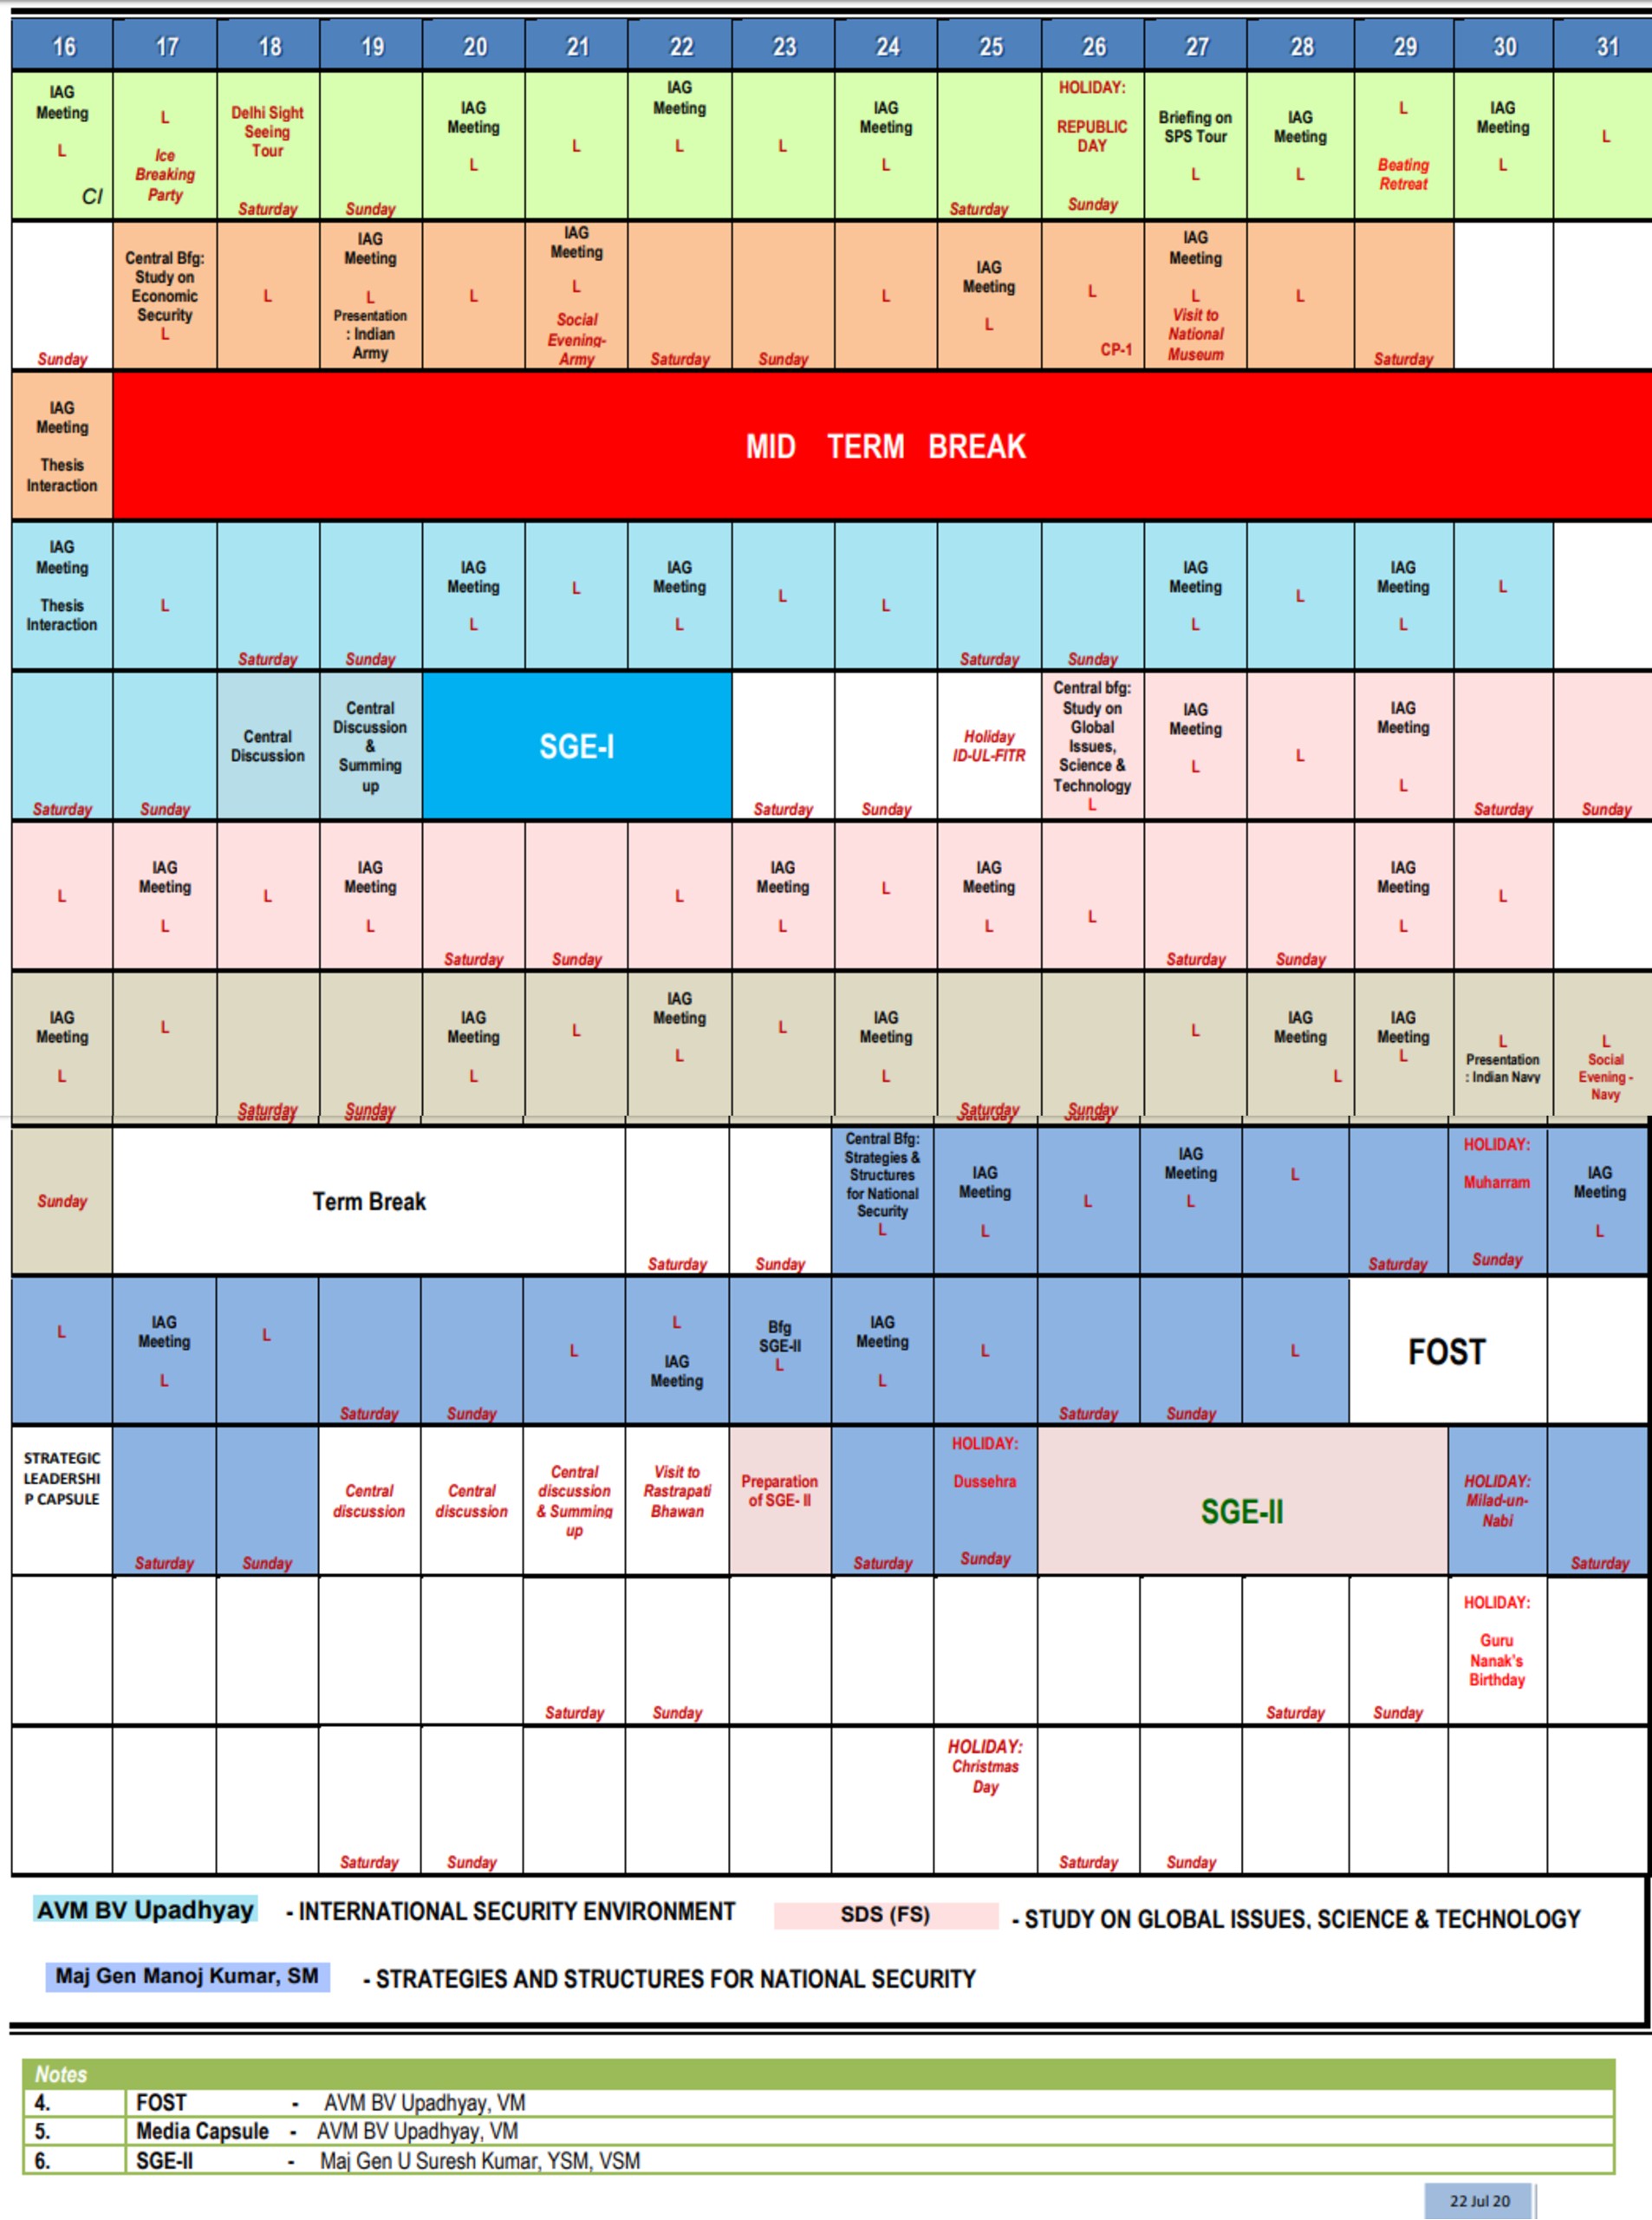 16 17 18 19 20 21 22 23 24 25 26 27 28 29 30 31
IAG
Meeting
L
CI
L
Ice
Breaking
Party
Delhi Sight
Seeing
Tour
Saturday
Sunday
IAG
Meeting
L
L
IAG
Meeting
L
L
IAG
Meeting
L
Saturday
HOLIDAY:
REPUBLIC
DAY
Sunday
Briefing on
SPS Tour
L
IAG
Meeting
L
L
Beating
Retreat
IAG
Meeting
L
L
Sunday
Central Bfg:
Study on
Economic
Security
L
L
IAG
Meeting
L
Presentation
: Indian
Army
L
IAG
Meeting
L
Social
Evening-
Army
Saturday
Sunday
L
IAG
Meeting
L
L
CP-1
IAG
Meeting
L
Visit to
National
Museum
L
Saturday
IAG
Meeting
Thesis
Interaction
MID TERM BREAK
IAG
Meeting
Thesis
Interaction
L
Saturday
Sunday
IAG
Meeting
L
L
IAG
Meeting
L
L
L
Saturday
Sunday
IAG
Meeting
L
L
IAG
Meeting
L
L
Saturday
Sunday
Central
Discussion
Central
Discussion
&
Summing
up
SGE-I
Saturday
Sunday
Holiday
ID-UL-FITR
Central bfg:
Study on
Global
Issues,
Science &
Technology
L
IAG
Meeting
L
L
IAG
Meeting
L
Saturday
Sunday
L
IAG
Meeting
L
L
IAG
Meeting
L
Saturday
Sunday
L
IAG
Meeting
L
L
IAG
Meeting
L
L
Saturday
Sunday
IAG
Meeting
L
L
IAG
Meeting
L
L
Saturday
Sunday
IAG
Meeting
L
L
IAG
Meeting
L
L
IAG
Meeting
L
Saturday
Sunday
L
IAG
Meeting
L
IAG
Meeting
L
L
Presentation
: Indian Navy
L
Social
Evening -
Navy
Sunday
Term Break
Saturday
Sunday
Central Bfg:
Strategies &
Structures
for National
Security
L
IAG
Meeting
L
L
IAG
Meeting
L
L
Saturday
HOLIDAY:
Muharram
Sunday
IAG
Meeting
L
L
IAG
Meeting
L
L
Saturday
Sunday
L
L
IAG
Meeting
Bfg
SGE-II
L
IAG
Meeting
L
L
Saturday
Sunday
L
FOST
STRATEGIC
LEADERSHI
P CAPSULE
Saturday
Sunday
Central
discussion
Central
discussion
Central
discussion
& Summing
up
Visit to
Rastrapati
Bhawan
Preparation
of SGE- II
Saturday
HOLIDAY:
Dussehra
Sunday
SGE-II
HOLIDAY:
Milad-un-
Nabi
Saturday
Saturday
Sunday
Saturday
Sunday
HOLIDAY:
Guru
Nanak's
Birthday
Saturday
Sunday
HOLIDAY:
Christmas
Day
Saturday
Sunday
AVM BV Upadhyay - INTERNATIONAL SECURITY ENVIRONMENT SDS (FS) - STUDY ON GLOBAL ISSUES, SCIENCE & TECHNOLOGY
Maj Gen Manoj Kumar, SM - STRATEGIES AND STRUCTURES FOR NATIONAL SECURITY
Notes
4. FOST - AVM BV Upadhyay, VM
5. Media Capsule - AVM BV Upadhyay, VM
6. SGE-II - Maj Gen U Suresh Kumar, YSM, VSM
22 Jul 20